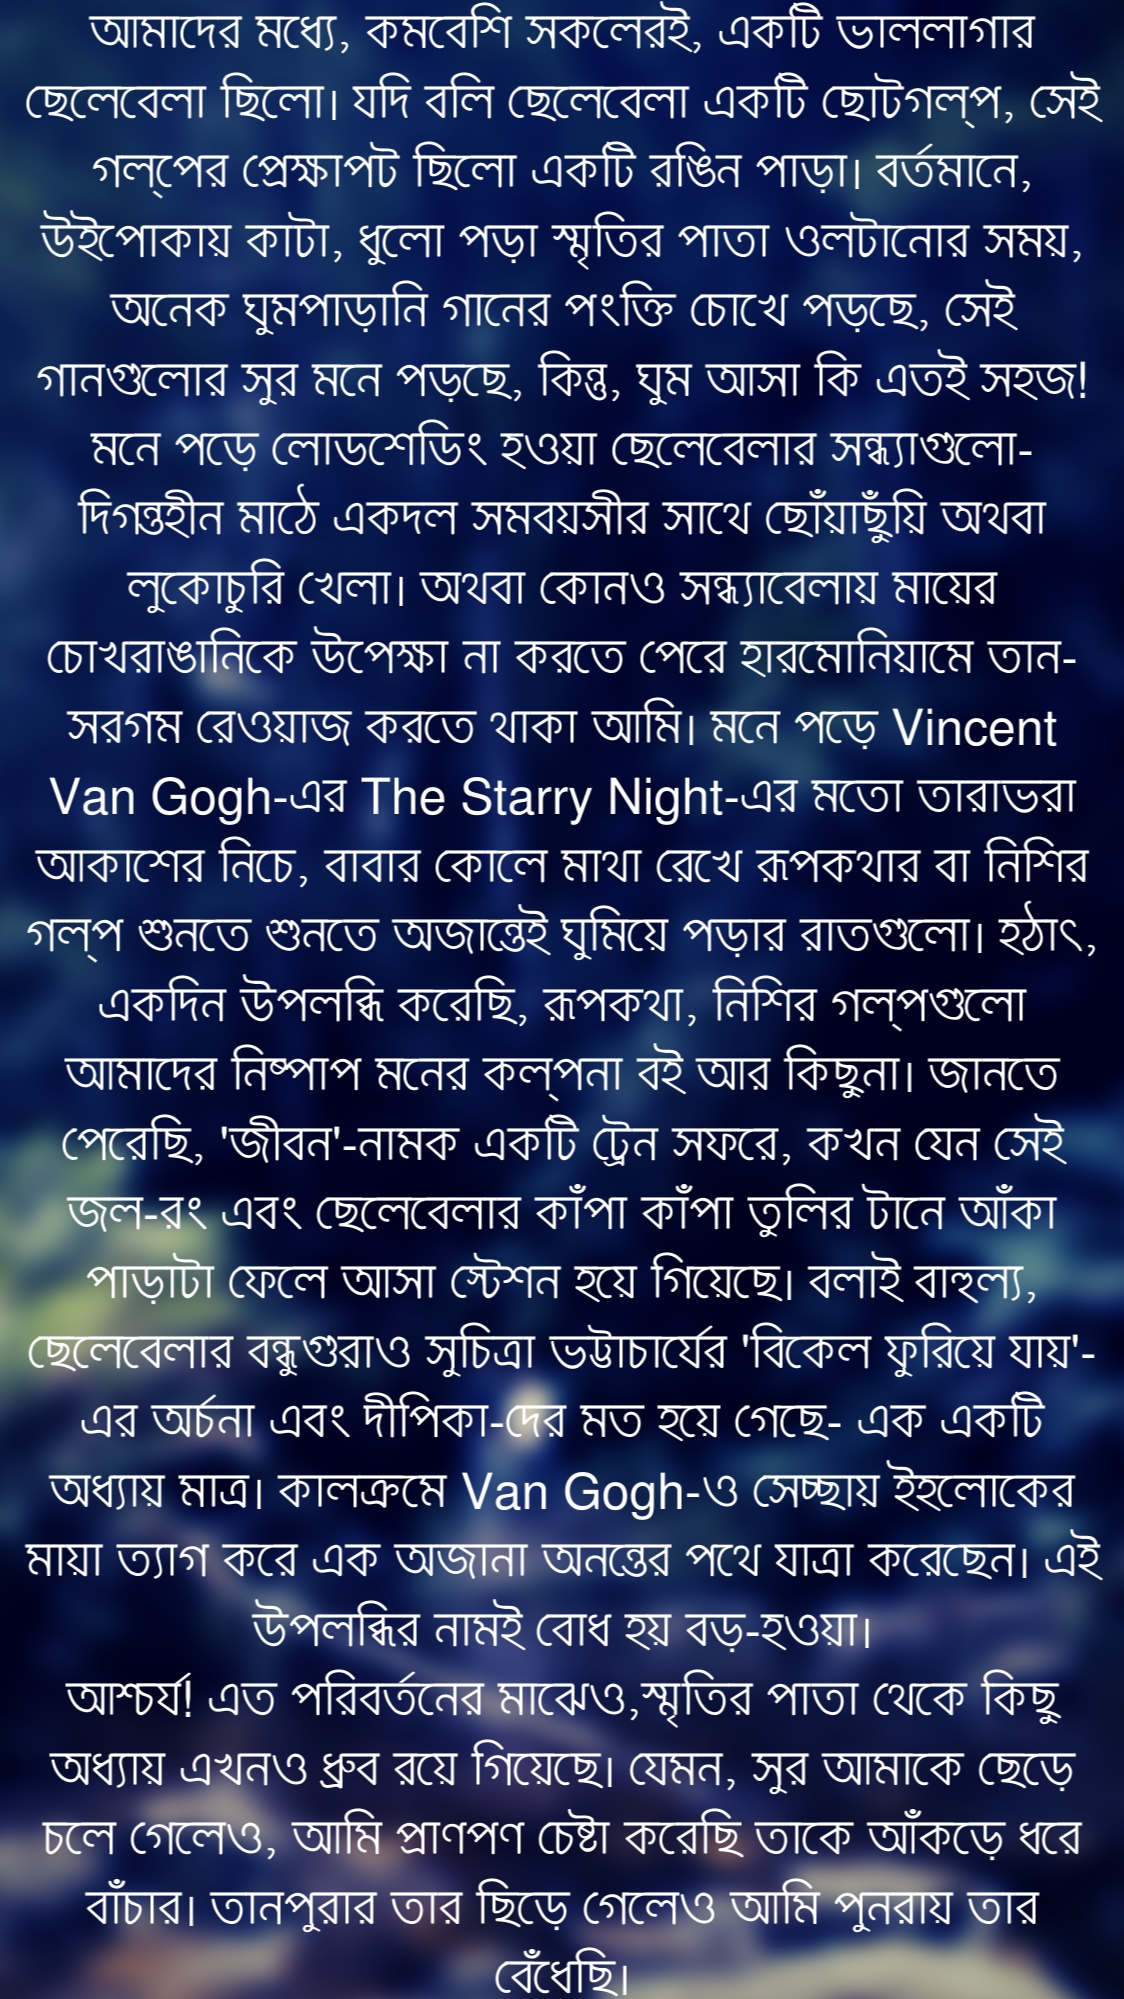 আমাদের মধ্যে, কমবেশি সকলেরই, একটি ভাললাগার
ছেলেবেলা ছিলো। যদি বলি ছেলেবেলা একটি ছোটগল্প, সেই
গল্পের প্রেক্ষাপট ছিলো একটি রঙিন পাড়া। বর্তমানে,
উইপোকায় কাটা, ধুলো পড়া স্মৃতির পাতা ওলটানোর সময়,
অনেক ঘুমপাড়ানি গানের পংক্তি চোখে পড়ছে, সেই
গানগুলোর সুর মনে পড়ছে, কিন্তু, ঘুম আসা কি এতই সহজ!
মনে পড়ে লোডশেডিং হওয়া ছেলেবেলার সন্ধ্যাগুলো-
দিগন্তহীন মাঠে একদল সমবয়সীর সাথে ছোঁয়াছুঁয়ি অথবা
লুকোচুরি খেলা। অথবা কোনও সন্ধ্যাবেলায় মায়ের
চোখরাঙানিকে উপেক্ষা না করতে পেরে হারমোনিয়ামে তান-
সরগম রেওয়াজ করতে থাকা আমি। মনে পড়ে Vincent
Van Gogh-এর The Starry Night-এর মতো তারাভরা
আকাশের নিচে, বাবার কোলে মাথা রেখে রূপকথার বা নিশির
গল্প শুনতে শুনতে অজান্তেই ঘুমিয়ে পড়ার রাতগুলো। হঠাৎ,
একদিন উপলব্ধি করেছি, রূপকথা, নিশির গল্পগুলো
আমাদের নিষ্পাপ মনের কল্পনা বই আর কিছুনা। জানতে
পেরেছি, 'জীবন'-নামক একটি ট্রেন সফরে, কখন যেন সেই
জল-রং এবং ছেলেবেলার কাঁপা কাঁপা তুলির টানে আঁকা
পাড়াটা ফেলে আসা স্টেশন হয়ে গিয়েছে। বলাই বাহুল্য,
ছেলেবেলার বন্ধুগুরাও সুচিত্রা ভট্টাচার্যের 'বিকেল ফুরিয়ে যায়'-
এর অর্চনা এবং দীপিকা-দের মত হয়ে গেছে- এক একটি
অধ্যায় মাত্র। কালক্রমে Van Gogh-ও সেচ্ছায় ইহলোকের
মায়া ত্যাগ করে এক অজানা অনন্তের পথে যাত্রা করেছেন। এই
উপলব্ধির নামই বোধ হয় বড়-হওয়া।
আশ্চর্য! এত পরিবর্তনের মাঝেও,স্মৃতির পাতা থেকে কিছু
অধ্যায় এখনও ধ্রুব রয়ে গিয়েছে। যেমন, সুর আমাকে ছেড়ে
চলে গেলেও, আমি প্রাণপণ চেষ্টা করেছি তাকে আঁকড়ে ধরে
বাঁচার। তানপুরার তার ছিড়ে গেলেও আমি পুনরায় তার
বেঁধেছি।